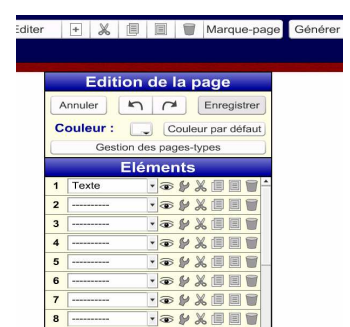 Editer Marque-page Générer
Edition de la page
Annuler Enregistrer
Couleur : Couleur par défaut
Gestion des pages-types
Eléments
1 Texte
2 ----------
3 ----------
4 ----------
5 ----------
6 ----------
7 ----------
8 ----------